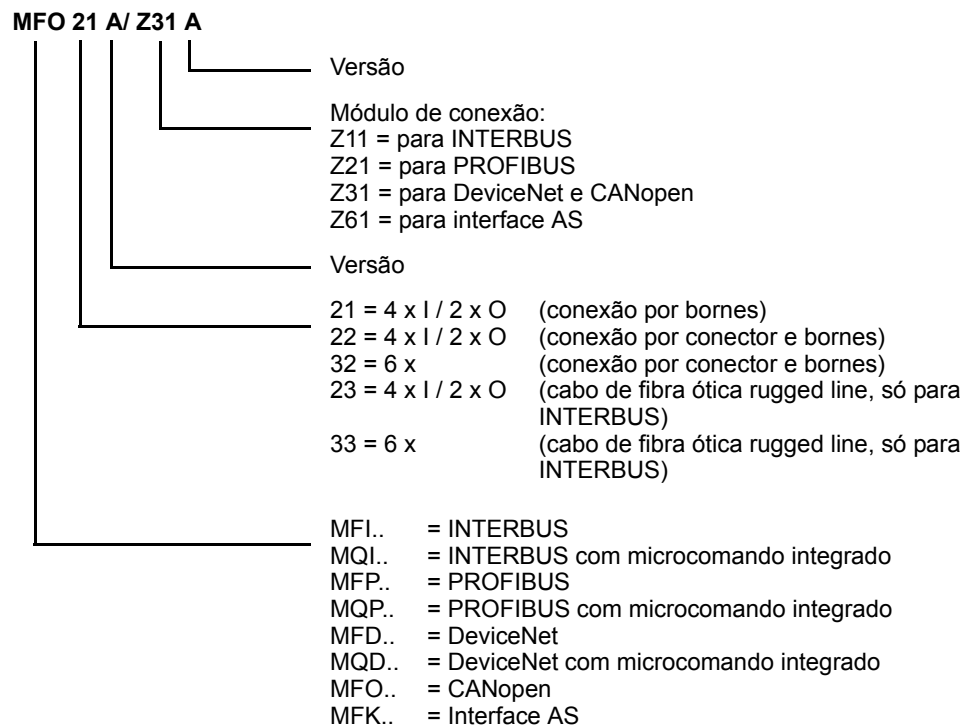 MFO 21 A/ Z31 A
Versão
Módulo de conexão:
Z11 = para INTERBUS
Z21 = para PROFIBUS
Z31 = para DeviceNet e CANopen
Z61 = para interface AS
Versão
21 = 4 x I / 2 x O (conexão por bornes)
22 = 4 x I / 2 x O (conexão por conector e bornes)
32 = 6 x (conexão por conector e bornes)
23 = 4 x I / 2 x O (cabo de fibra ótica rugged line, só para
INTERBUS)
33 = 6 x (cabo de fibra ótica rugged line, só para
INTERBUS)
MFI.. = INTERBUS
MQI.. = INTERBUS com microcomando integrado
MFP.. = PROFIBUS
MQP.. = PROFIBUS com microcomando integrado
MFD.. = DeviceNet
MQD.. = DeviceNet com microcomando integrado
MFO.. = CANopen
MFK.. = Interface AS